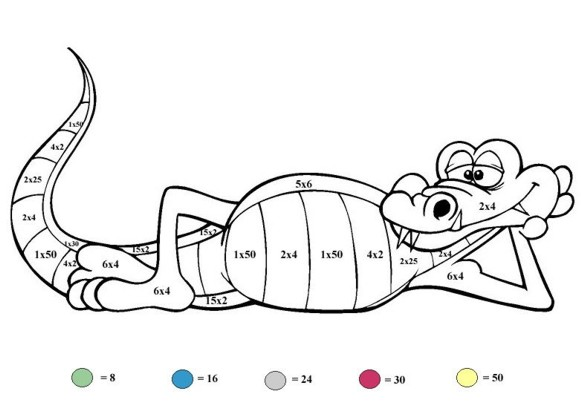 1x50
4x2
2x25
2x4
1x50
4x2
1x30
15x2
6x4
6x4
15x2
15x2
5x6
1x50
2x4
1x50
4x2
2x25
2x4
6x4
2x4
= 8
= 16
= 24
= 30
= 50